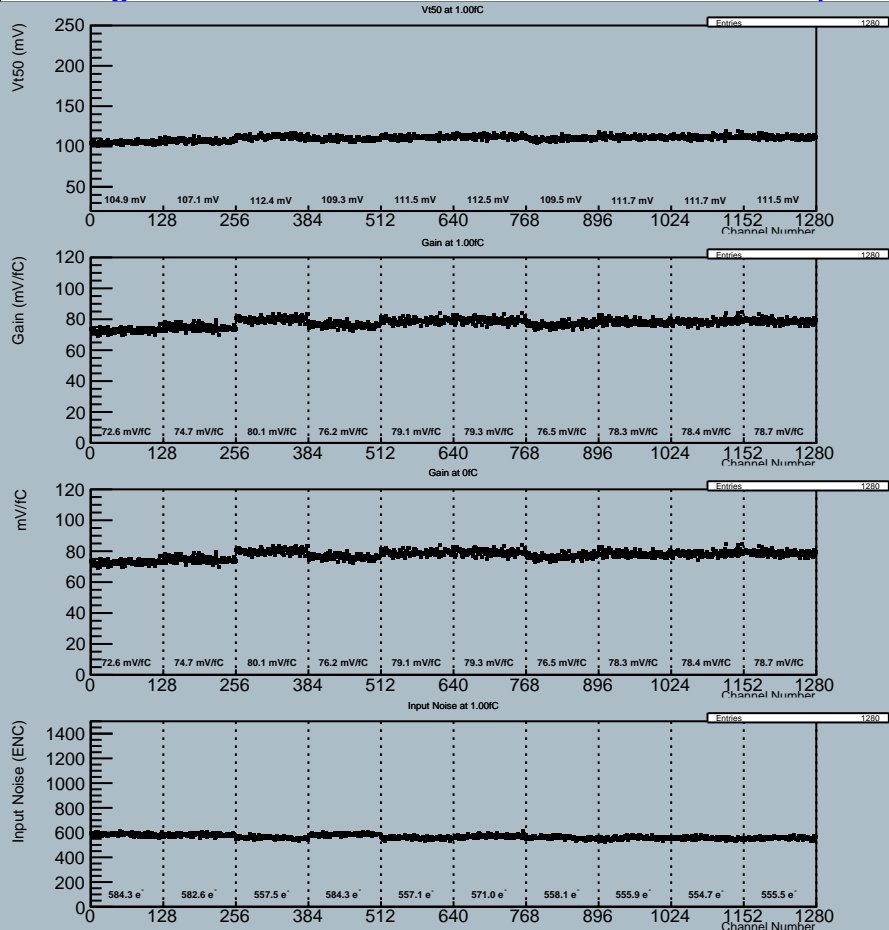 Vt50 at 1.00fC
Entries 1280
Vt50 (mV)
250
200
150
100
50
104.9 mV 107.1 mV 112.4 mV 109.3 mV 111.5 mV 112.5 mV 109.5 mV 111.7 mV 111.7 mV 111.5 mV
0 128 256 384 512 640 768 896 1024 1152 1280
Channel Number
Gain at 1.00fC
Entries 1280
Gain (mV/fC)
120
100
80
60
40
20
0
72.6 mV/fC 74.7 mV/fC 80.1 mV/fC 76.2 mV/fC 79.1 mV/fC 79.3 mV/fC 76.5 mV/fC 78.3 mV/fC 78.4 mV/fC 78.7 mV/fC
0 128 256 384 512 640 768 896 1024 1152 1280
Channel Number
Gain at 0fC
Entries 1280
mV/fC
120
100
80
60
40
20
0
72.6 mV/fC 74.7 mV/fC 80.1 mV/fC 76.2 mV/fC 79.1 mV/fC 79.3 mV/fC 76.5 mV/fC 78.3 mV/fC 78.4 mV/fC 78.7 mV/fC
0 128 256 384 512 640 768 896 1024 1152 1280
Channel Number
Input Noise at 1.00fC
Entries 1280
Input Noise (ENC)
1400
1200
1000
800
600
400
200
0
584.3 e⁻ 582.6 e⁻ 557.5 e⁻ 584.3 e⁻ 557.1 e⁻ 571.0 e⁻ 558.1 e⁻ 555.9 e⁻ 554.7 e⁻ 555.5 e⁻
0 128 256 384 512 640 768 896 1024 1152 1280
Channel Number